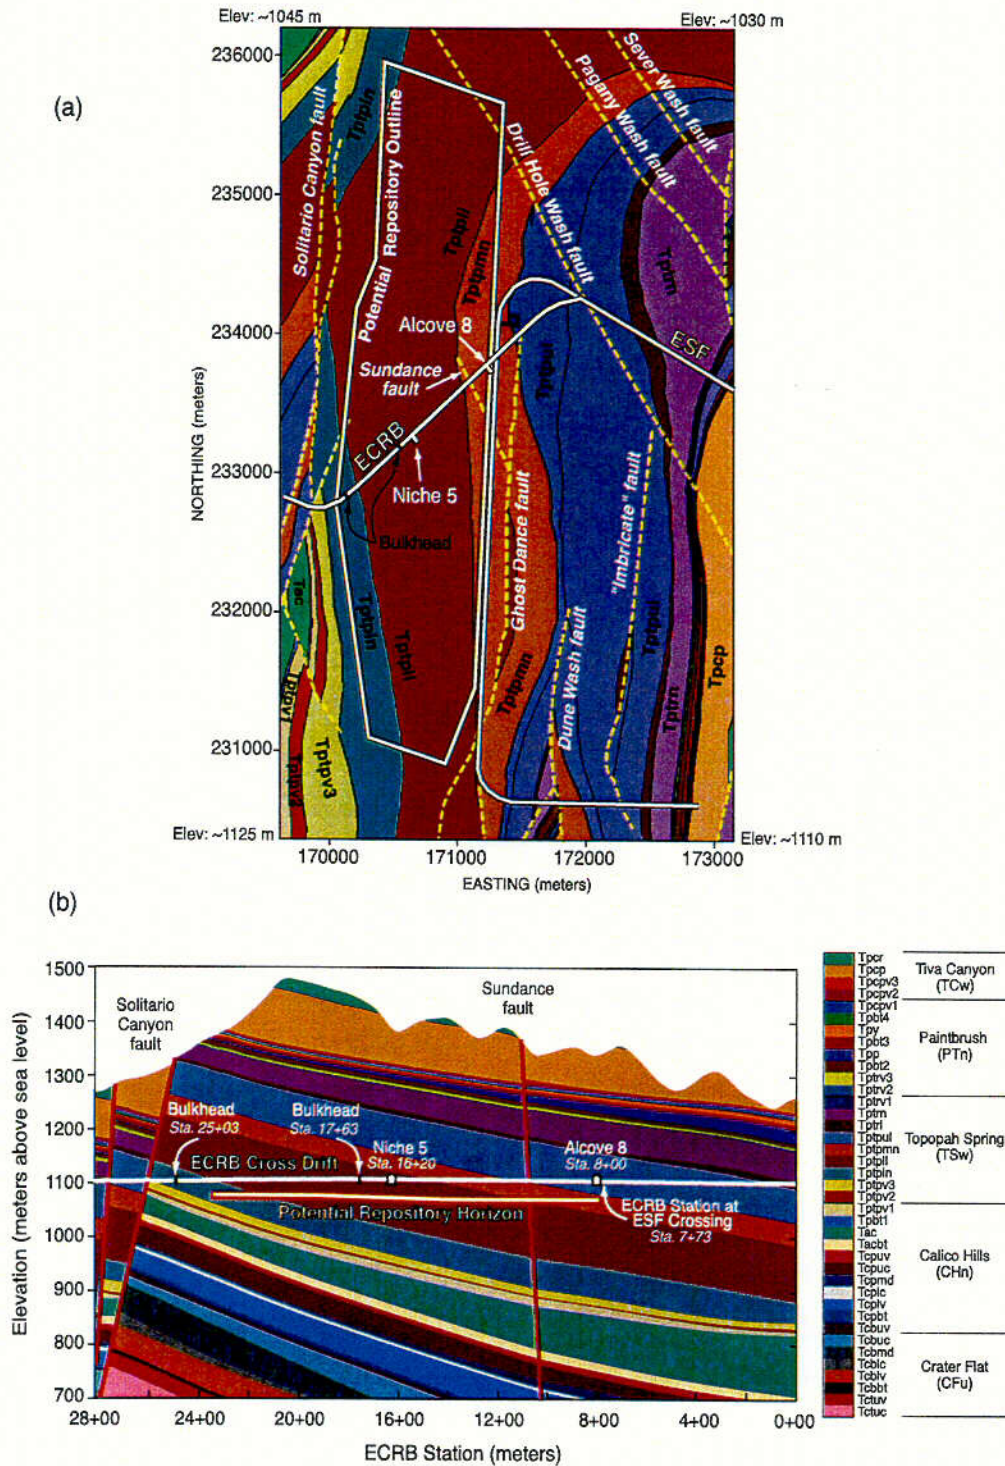 Elev: ~1045 m
Elev: ~1030 m
(a)
236000
235000
234000
233000
232000
231000
NORTHING (meters)
Solitario Canyon fault
Tptpln
Potential Repository Outline
Sever Wash fault
Pagany Wash fault
Drill Hole Wash fault
Tptpll
Tptpmn
Tptrn
Alcove 8
ESF
Sundance
fault
Tptpul
ECRB
Niche 5
Bulkhead
Ghost Dance fault
"Imbricate" fault
Tac
Tptpln
Tptpll
Tptpmn
Dune Wash fault
Tptpul
Tptrn
Tpcp
Tptpv1
Tptpv2
Tptpv3
Elev: ~1125 m
Elev: ~1110 m
170000
171000
172000
173000
EASTING (meters)
(b)
1500
1400
1300
1200
1100
1000
900
800
700
Elevation (meters above sea level)
Solitario
Canyon
fault
Sundance
fault
Bulkhead
Sta. 25+03
Bulkhead
Sta. 17+63
Niche 5
Sta. 16+20
Alcove 8
Sta. 8+00
ECRB Cross Drift
ECRB Station at
ESF Crossing
Sta. 7+73
Potential Repository Horizon
28+00
24+00
20+00
16+00
12+00
8+00
4+00
0+00
ECRB Station (meters)
Tpcr
Tpcp
Tpcpv3
Tpcpv2
Tpcpv1
Tpbt4
Tpy
Tpbt3
Tpp
Tpbt2
Tptrv3
Tptrv2
Tptrv1
Tptrn
Tptrl
Tptpul
Tptpmn
Tptpll
Tptpln
Tptpv3
Tptpv2
Tptpv1
Tpbt1
Tac
Tacbt
Tcpuv
Tcpuc
Tcpmd
Tcplc
Tcplv
Tcpbt
Tcbuv
Tcbuc
Tcbmd
Tcblc
Tcblv
Tcbbt
Tctuv
Tctuc
Tiva Canyon
(TCw)
Paintbrush
(PTn)
Topopah Spring
(TSw)
Calico Hills
(CHn)
Crater Flat
(CFu)